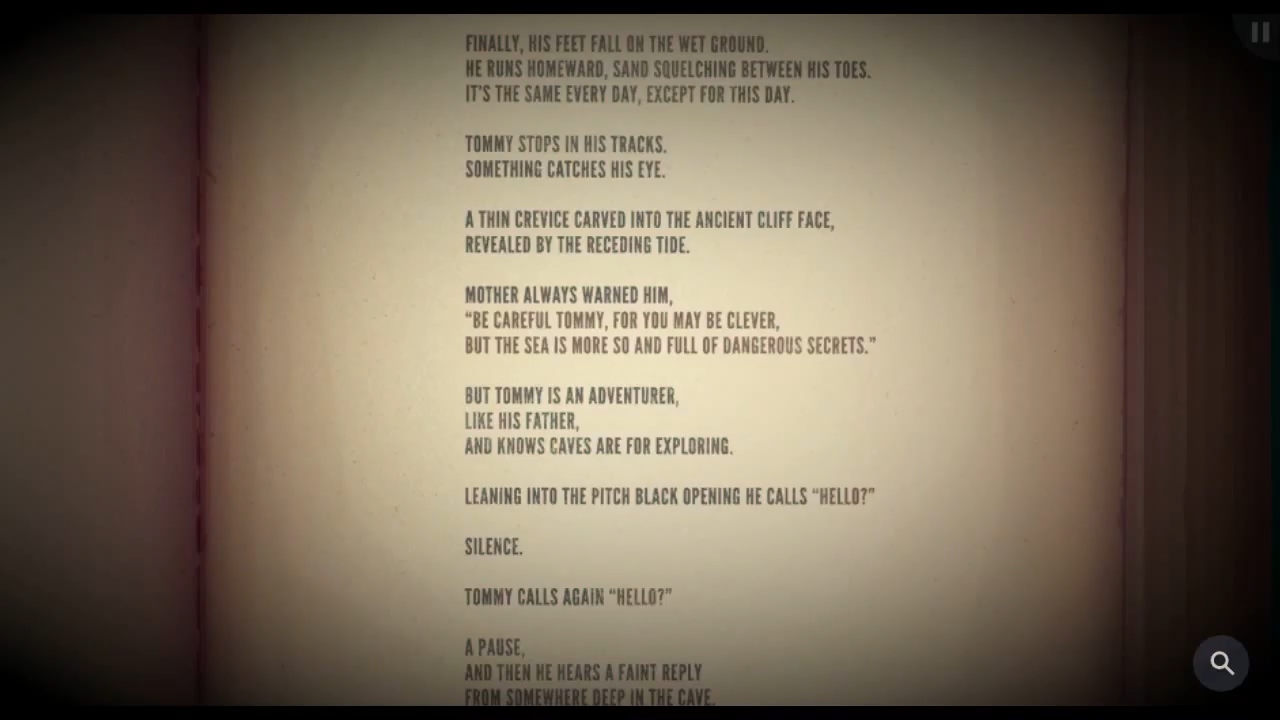 FINALLY, HIS FEET FALL ON THE WET GROUND.
HE RUNS HOMEWARD, SAND SQUELCHING BETWEEN HIS TOES.
IT'S THE SAME EVERY DAY, EXCEPT FOR THIS DAY.
TOMMY STOPS IN HIS TRACKS.
SOMETHING CATCHES HIS EYE.
A THIN CREVICE CARVED INTO THE ANCIENT CLIFF FACE,
REVEALED BY THE RECEDING TIDE.
MOTHER ALWAYS WARNED HIM,
“BE CAREFUL TOMMY, FOR YOU MAY BE CLEVER,
BUT THE SEA IS MORE SO AND FULL OF DANGEROUS SECRETS.”
BUT TOMMY IS AN ADVENTURER,
LIKE HIS FATHER,
AND KNOWS CAVES ARE FOR EXPLORING.
LEANING INTO THE PITCH BLACK OPENING HE CALLS “HELLO?”
SILENCE.
TOMMY CALLS AGAIN “HELLO?”
A PAUSE,
AND THEN HE HEARS A FAINT REPLY
FROM SOMEWHERE DEEP IN THE CAVE.